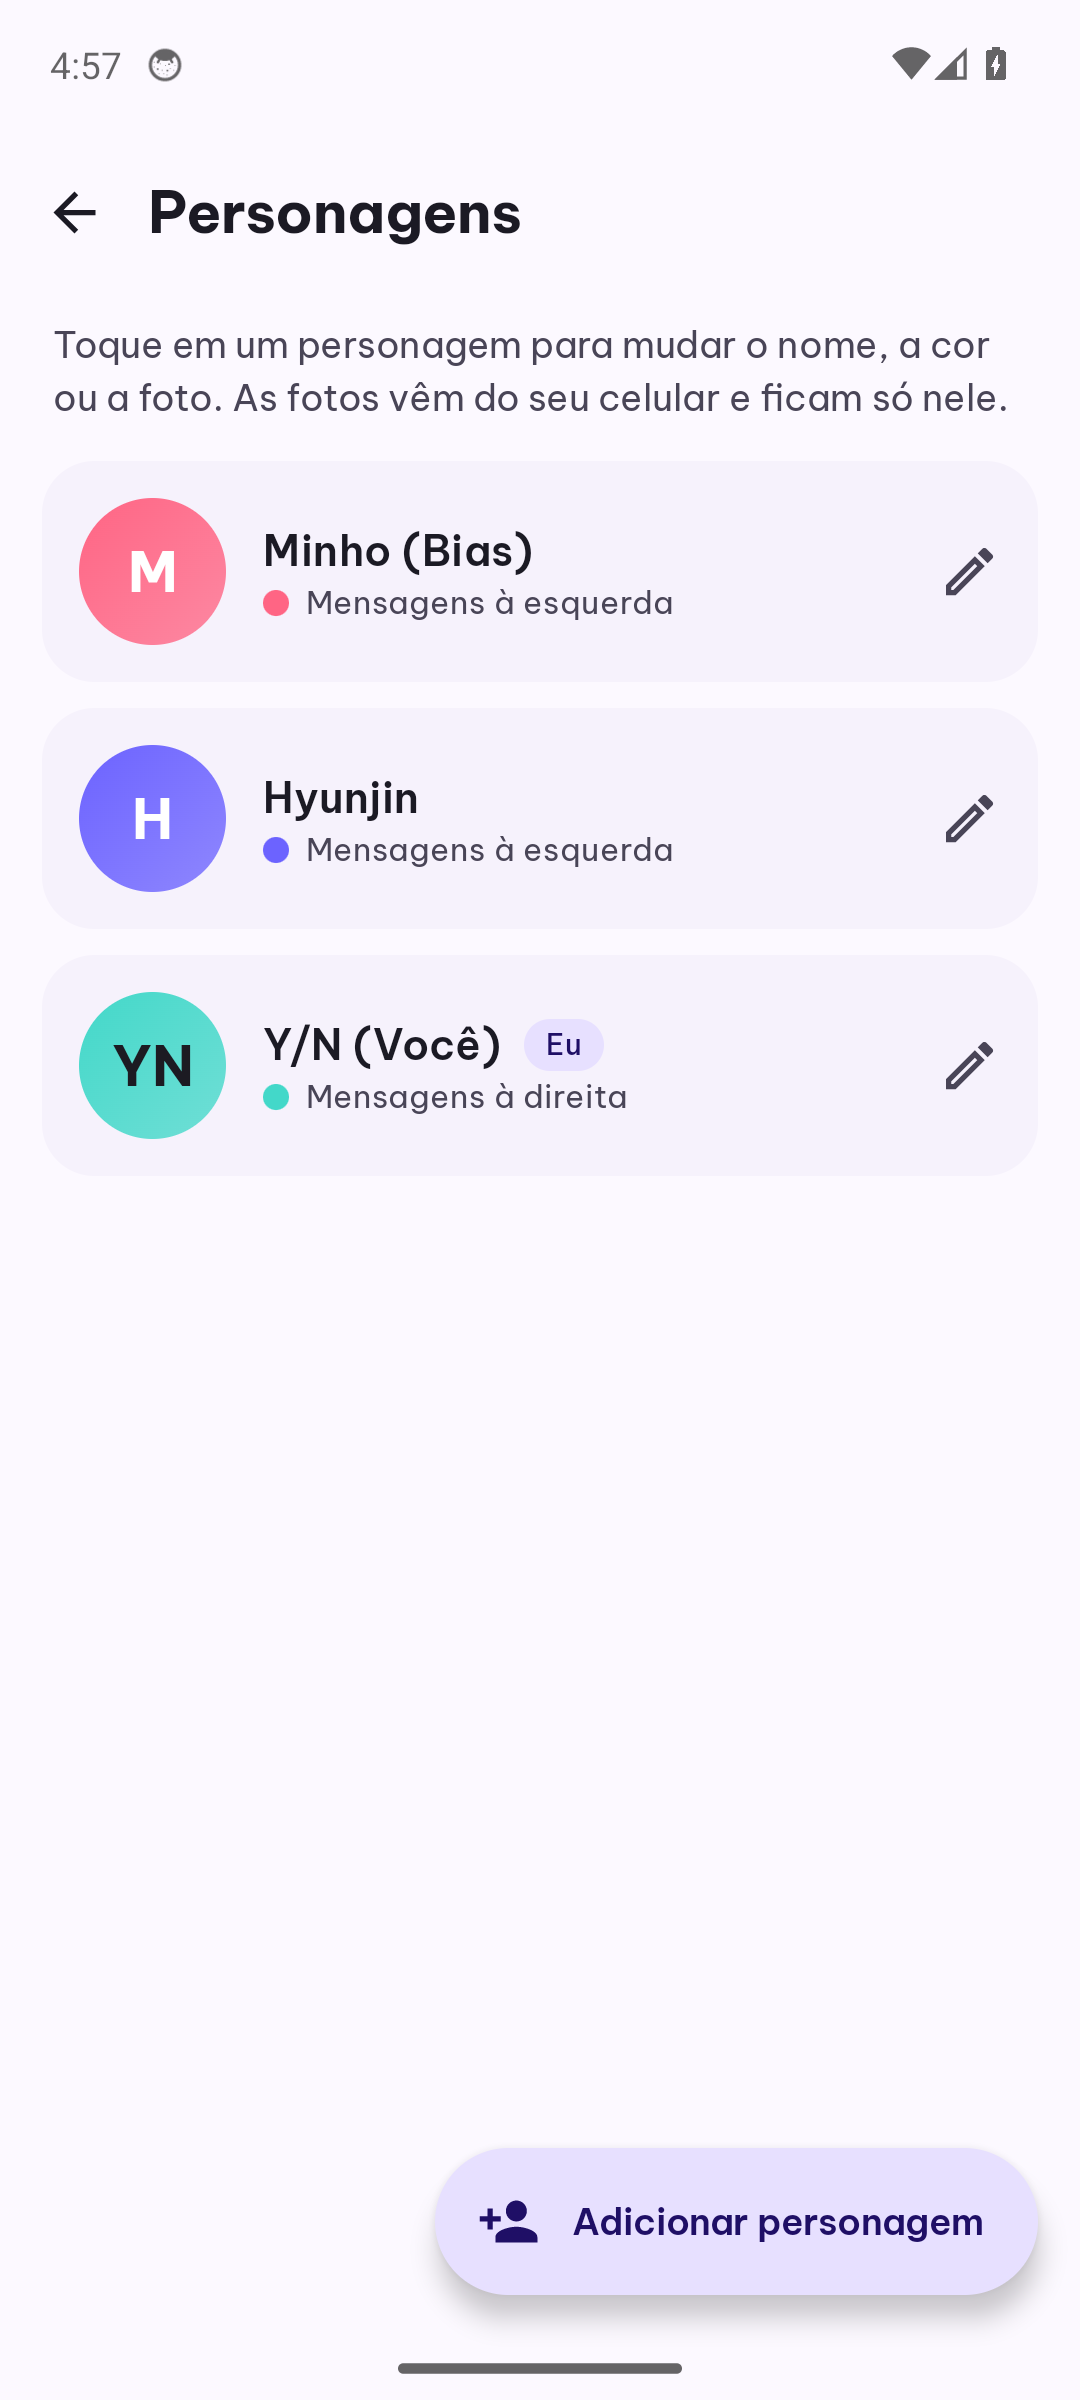 4:57
Personagens
Toque em um personagem para mudar o nome, a cor
ou a foto. As fotos vêm do seu celular e ficam só nele.
M
Minho (Bias)
Mensagens à esquerda
H
Hyunjin
Mensagens à esquerda
YN
Y/N (Você) Eu
Mensagens à direita
Adicionar personagem